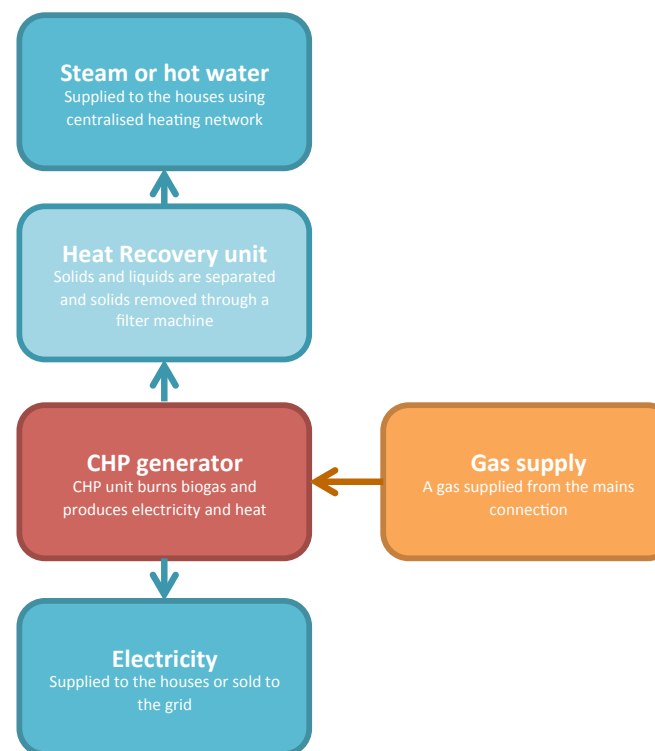 Steam or hot water
Supplied to the houses using
centralised heating network
Heat Recovery unit
Solids and liquids are separated
and solids removed through a
filter machine
CHP generator
CHP unit burns biogas and
produces electricity and heat
Gas supply
A gas supplied from the mains
connection
Electricity
Supplied to the houses or sold to
the grid